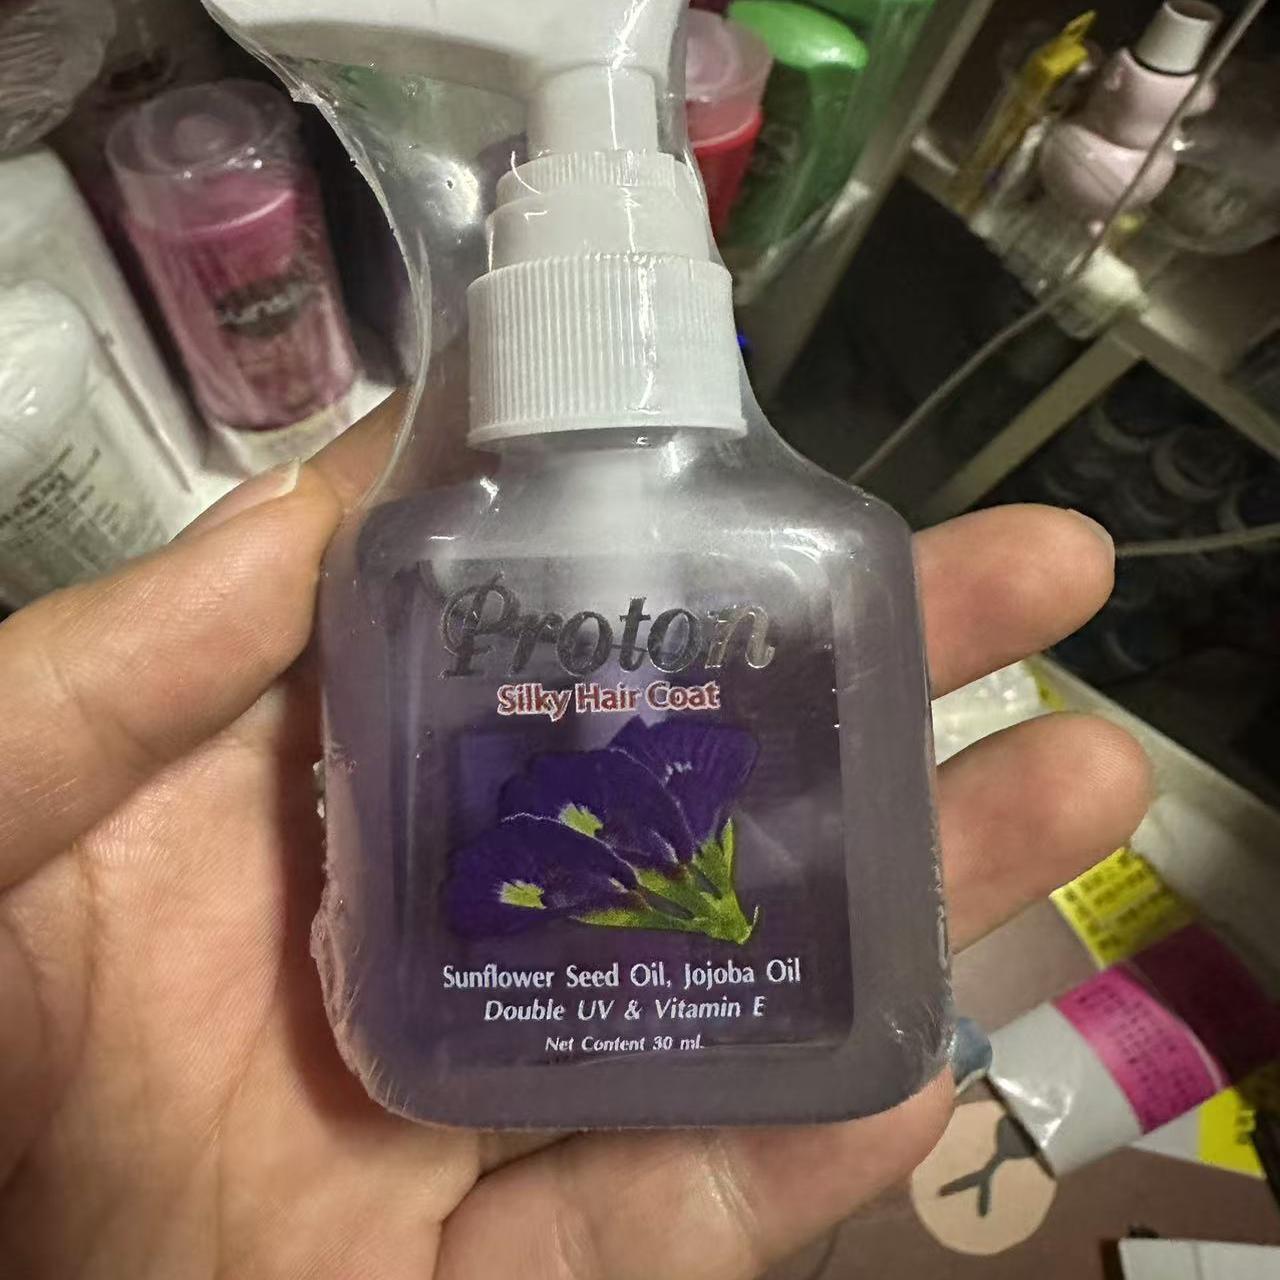 Proton
Silky Hair Coat
Sunflower Seed Oil, Jojoba Oil
Double UV & Vitamin E
Net Content 30 ml.